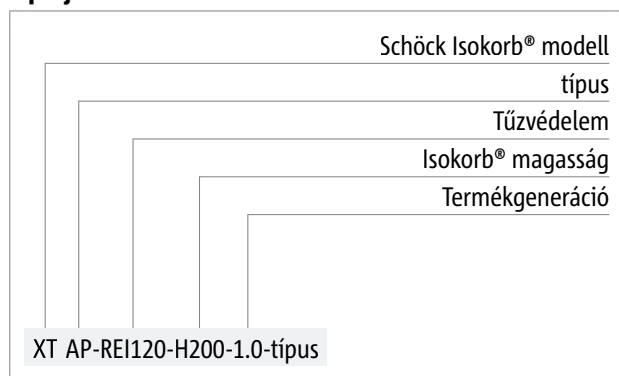 Schöck Isokorb® modell
típus
Tűzvédelem
Isokorb® magasság
Termékgeneráció
XT AP-REI120-H200-1.0-típus